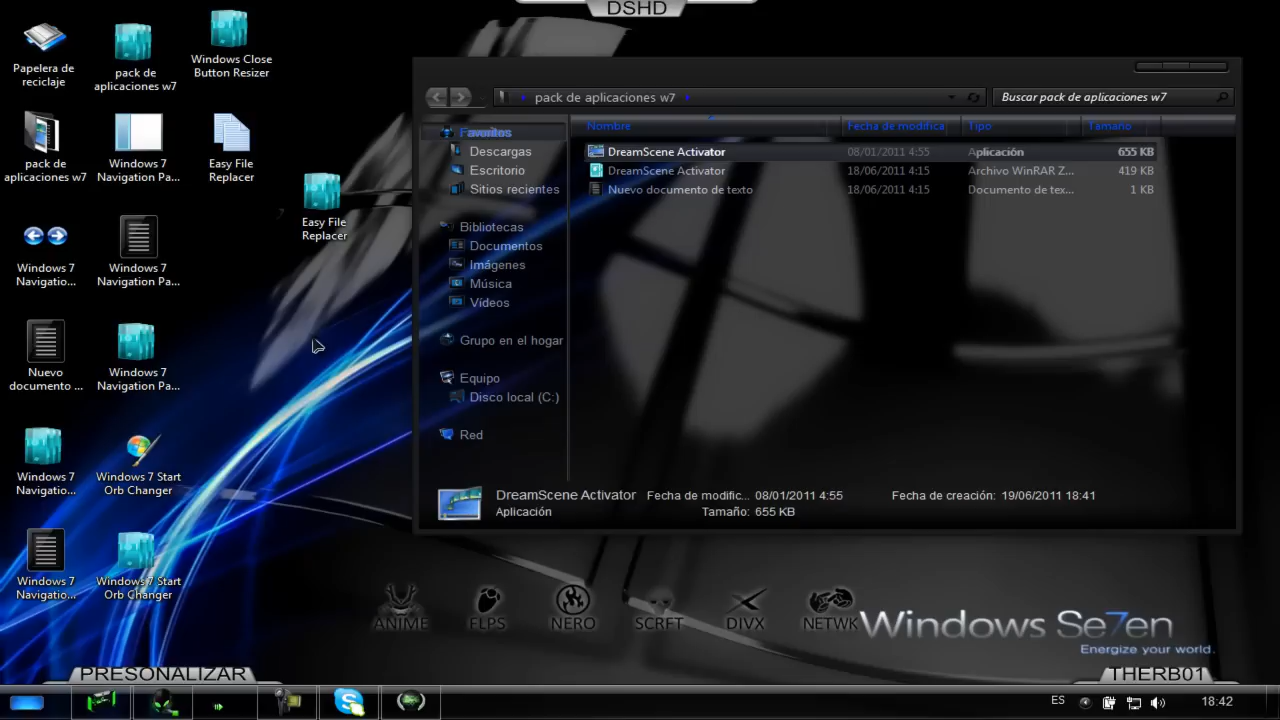 DSHD
Papelera de
reciclaje
pack de
aplicaciones w7
Windows Close
Button Resizer
pack de
aplicaciones w7
Windows 7
Navigation Pa...
Easy File
Replacer
Easy File
Replacer
Windows 7
Navigatio...
Windows 7
Navigation Pa...
Nuevo
documento ...
Windows 7
Navigation Pa...
Windows 7
Navigatio...
Windows 7 Start
Orb Changer
Windows 7
Navigatio...
Windows 7 Start
Orb Changer
pack de aplicaciones w7
Buscar pack de aplicaciones w7
Favoritos
Descargas
Escritorio
Sitios recientes
Bibliotecas
Documentos
Imágenes
Música
Vídeos
Grupo en el hogar
Equipo
Disco local (C:)
Red
Nombre Fecha de modifica... Tipo Tamaño
DreamScene Activator 08/01/2011 4:55 Aplicación 655 KB
DreamScene Activator 18/06/2011 4:15 Archivo WinRAR Z... 419 KB
Nuevo documento de texto 18/06/2011 4:15 Documento de tex... 1 KB
DreamScene Activator Fecha de modific... 08/01/2011 4:55 Fecha de creación: 19/06/2011 18:41
Aplicación Tamaño: 655 KB
ANIME FLPS NERO SCRFT DIVX NETWK
Windows Se7en
Energize your world.
PRESONALIZAR
THERB01
ES
18:42